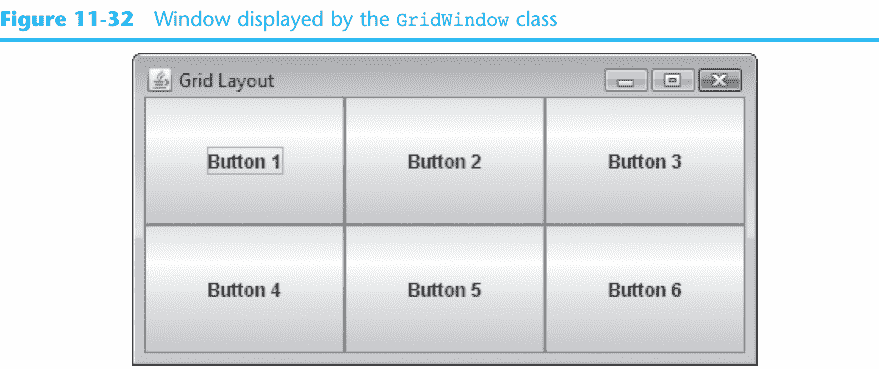 Figure 11-32 Window displayed by the GridWindow class
Grid Layout
Button 1 Button 2 Button 3
Button 4 Button 5 Button 6